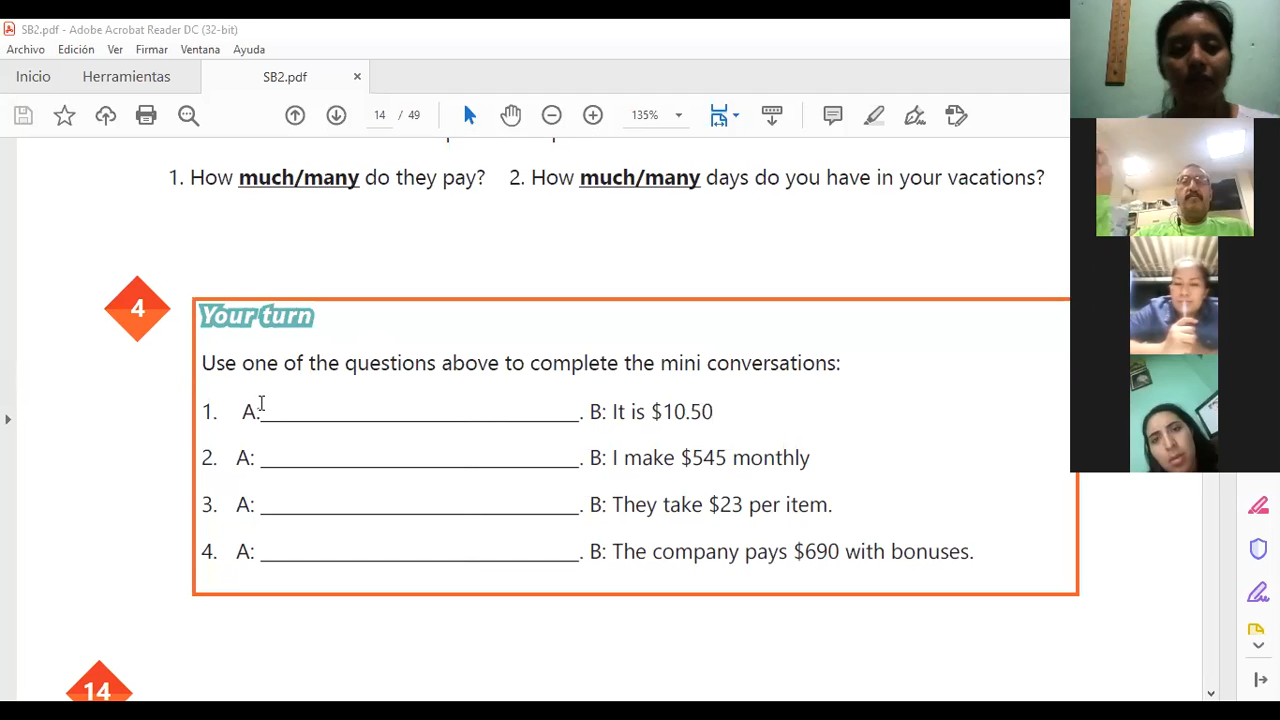 SB2.pdf - Adobe Acrobat Reader DC (32-bit)
Archivo Edición Ver Firmar Ventana Ayuda
Inicio Herramientas SB2.pdf ×
14 / 49 135%
1. How much/many do they pay? 2. How much/many days do you have in your vacations?
4
Your turn
Use one of the questions above to complete the mini conversations:
1. A:______________________________. B: It is $10.50
2. A: ______________________________. B: I make $545 monthly
3. A: ______________________________. B: They take $23 per item.
4. A: ______________________________. B: The company pays $690 with bonuses.
14